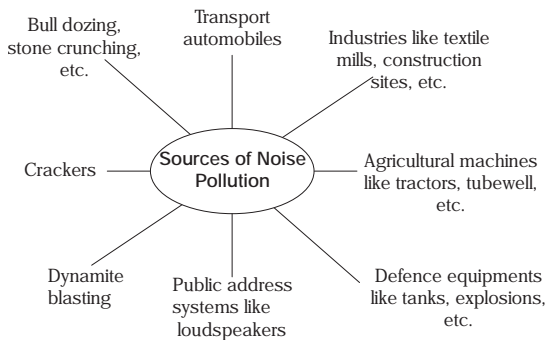 Bull dozing,
stone crunching,
etc.
Transport
automobiles
Industries like textile
mills, construction
sites, etc.
Crackers
Sources of Noise
Pollution
Agricultural machines
like tractors, tubewell,
etc.
Dynamite
blasting
Public address
systems like
loudspeakers
Defence equipments
like tanks, explosions,
etc.